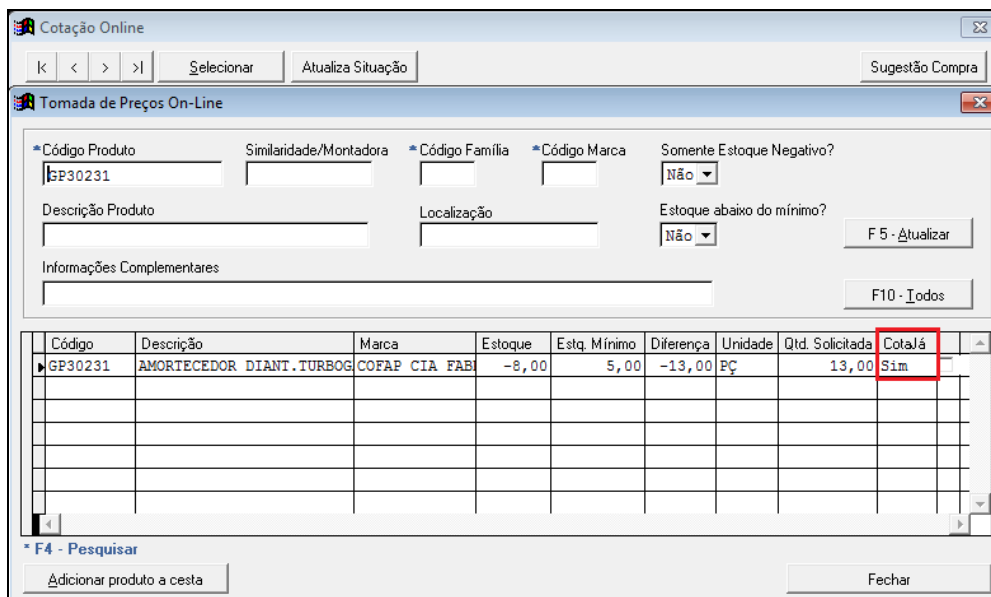 Cotação Online
Selecionar Atualiza Situação Sugestão Compra
Tomada de Preços On-Line
*Código Produto Similaridade/Montadora *Código Família *Código Marca Somente Estoque Negativo?
GP30231 Não
Descrição Produto Localização Estoque abaixo do mínimo?
Não F 5 - Atualizar
Informações Complementares
F10 - Todos
Código Descrição Marca Estoque Estq. Mínimo Diferença Unidade Qtd. Solicitada CotaJá
GP30231 AMORTECEDOR DIANT.TURBOG COFAP CIA FAB -8,00 5,00 -13,00 PÇ 13,00 Sim
* F4 - Pesquisar
Adicionar produto a cesta Fechar